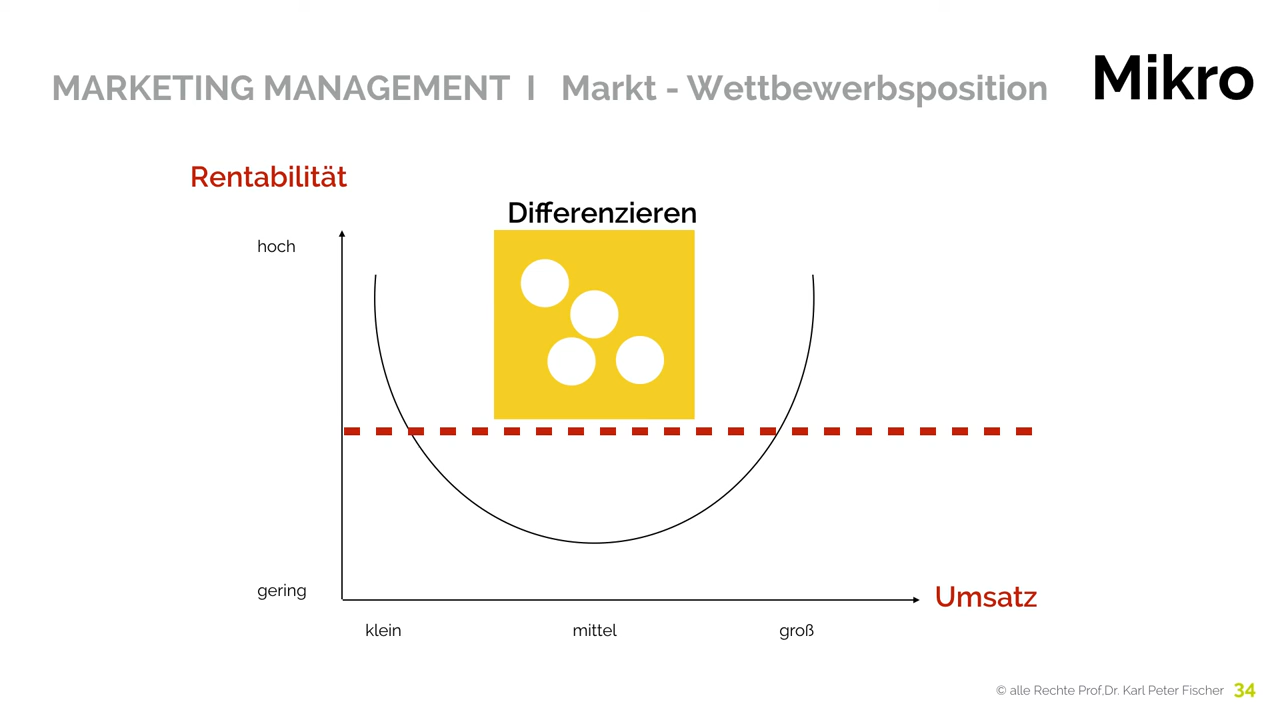 MARKETING MANAGEMENT I Markt - Wettbewerbsposition
Mikro
Rentabilität
Differenzieren
hoch
gering
Umsatz
klein mittel groß
© alle Rechte Prof.Dr. Karl Peter Fischer 34